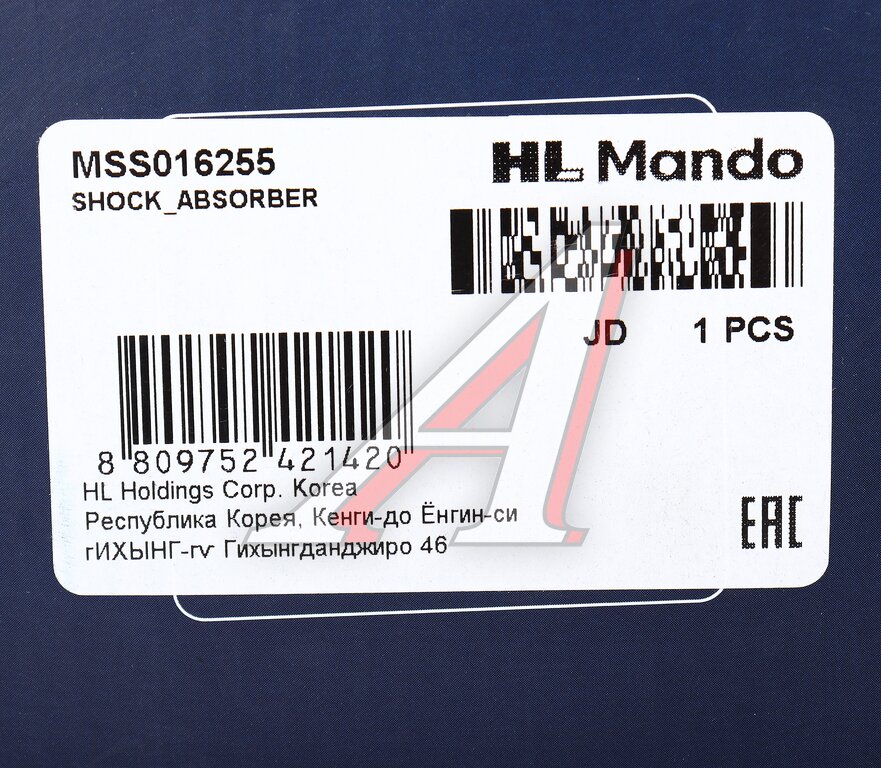 MSS016255
SHOCK_ABSORBER
HL Mando
JD 1 PCS
8 809752 421420
HL Holdings Corp. Korea
Республика Корея, Кенги-до Ёнгин-си
гИХЫНГ-гу Гихынгданджиро 46
EAC